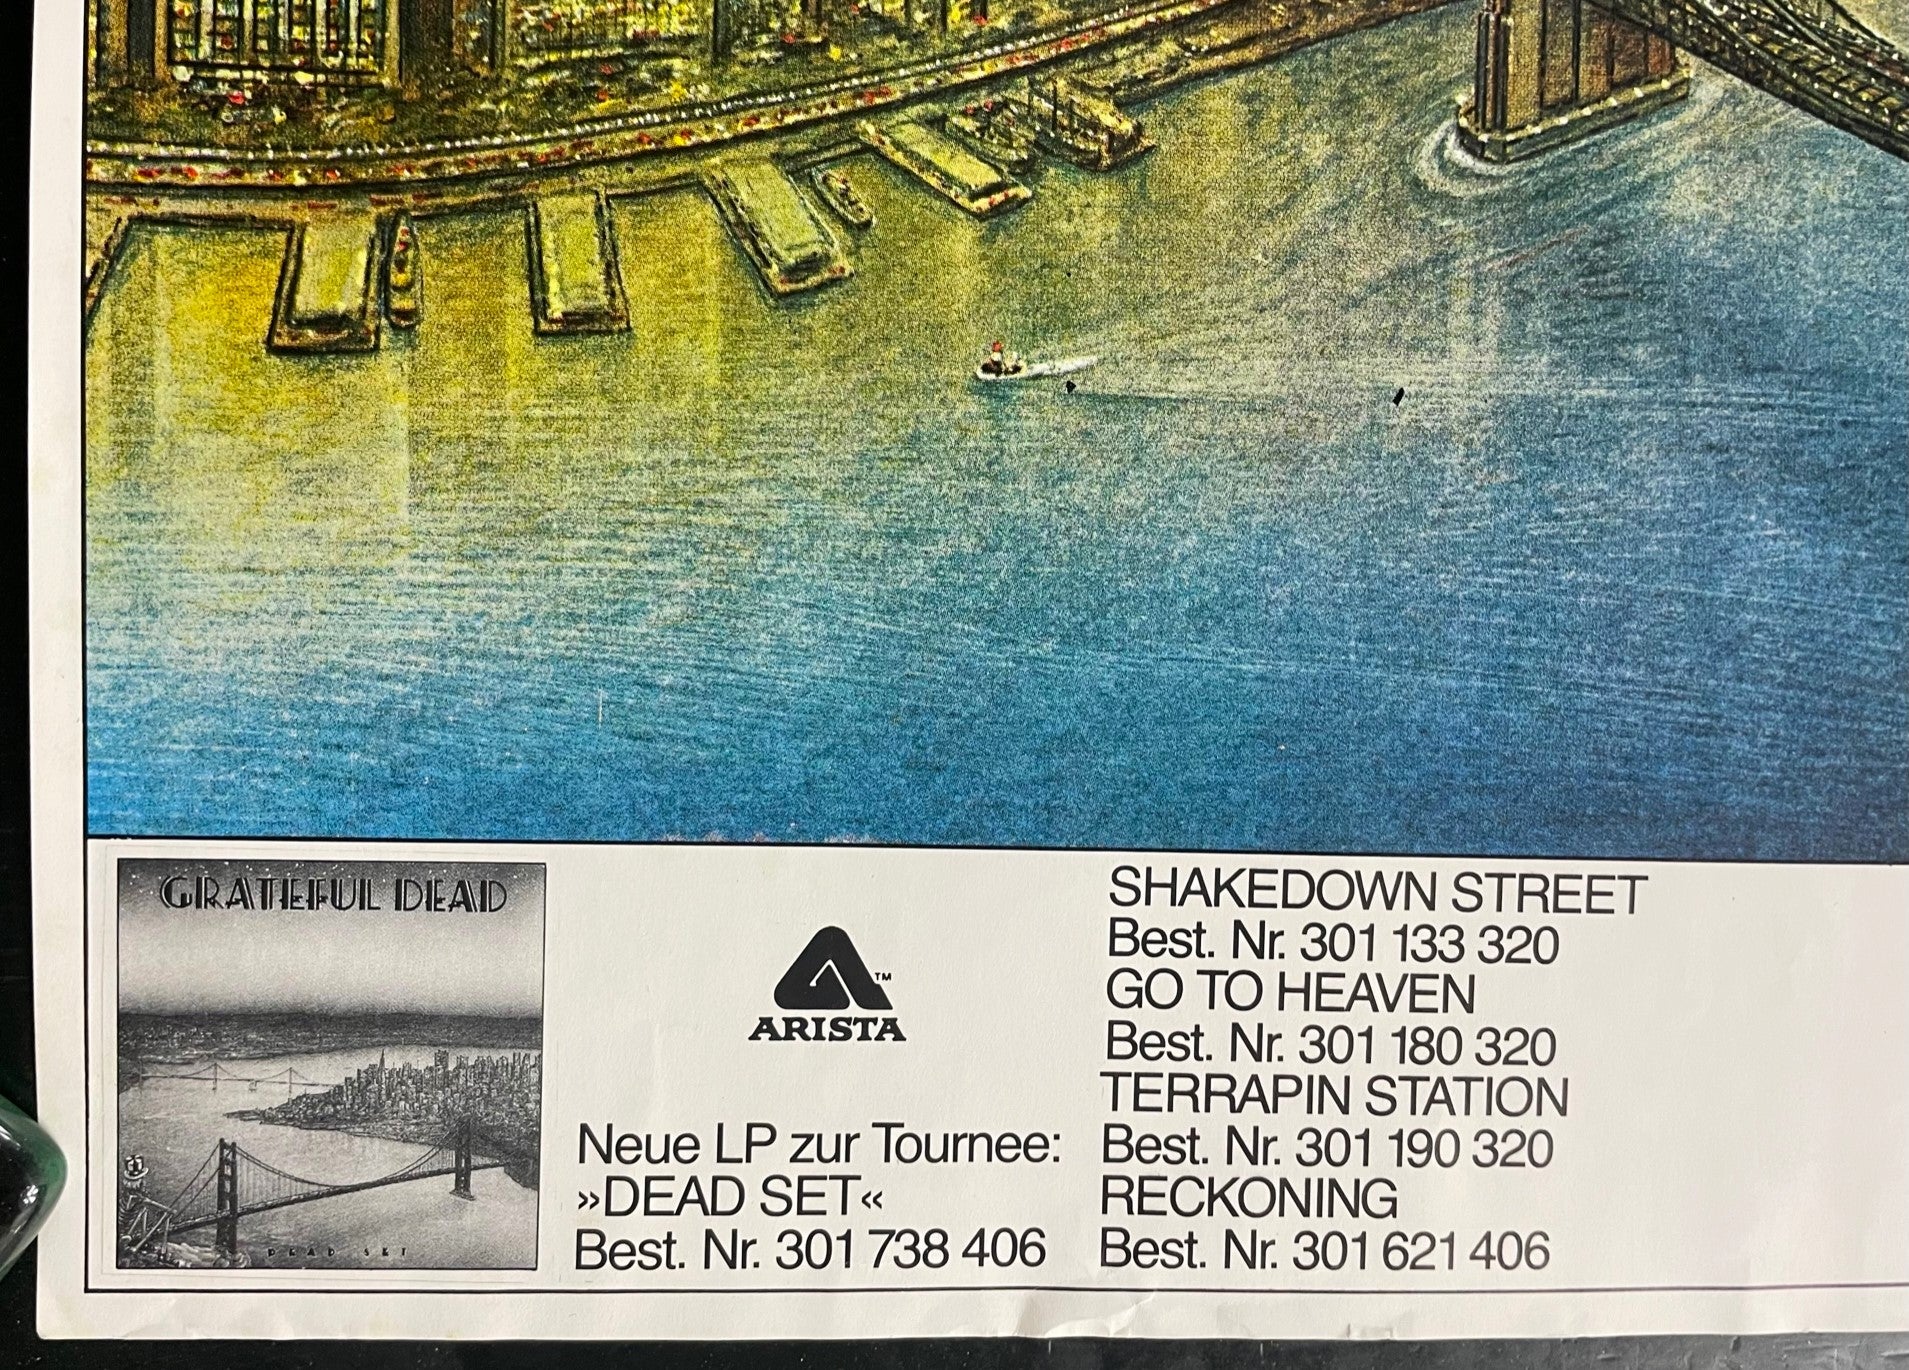 GRATEFUL DEAD
DEAD SET
ARISTA™
Neue LP zur Tournee:
»DEAD SET«
Best. Nr. 301 738 406
SHAKEDOWN STREET
Best. Nr. 301 133 320
GO TO HEAVEN
Best. Nr. 301 180 320
TERRAPIN STATION
Best. Nr. 301 190 320
RECKONING
Best. Nr. 301 621 406